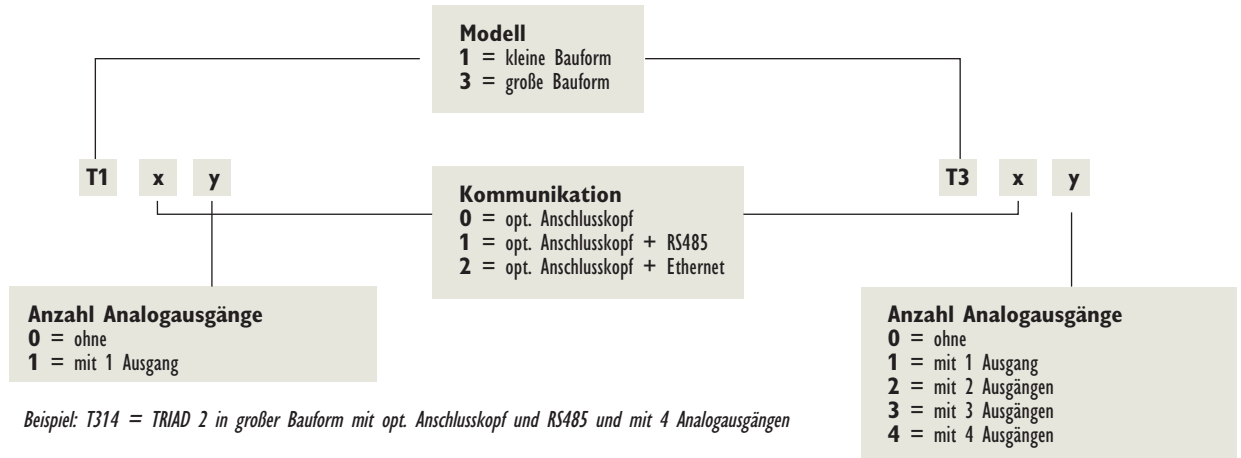 Modell
1 = kleine Bauform
3 = große Bauform
T1 x y
T3 x y
Kommunikation
0 = opt. Anschlusskopf
1 = opt. Anschlusskopf + RS485
2 = opt. Anschlusskopf + Ethernet
Anzahl Analogausgänge
0 = ohne
1 = mit 1 Ausgang
Anzahl Analogausgänge
0 = ohne
1 = mit 1 Ausgang
2 = mit 2 Ausgängen
3 = mit 3 Ausgängen
4 = mit 4 Ausgängen
Beispiel: T314 = TRIAD 2 in großer Bauform mit opt. Anschlusskopf und RS485 und mit 4 Analogausgängen